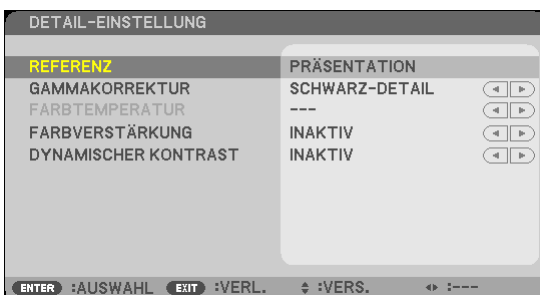 DETAIL-EINSTELLUNG
REFERENZ PRÄSENTATION
GAMMAKORREKTUR SCHWARZ-DETAIL
FARBTEMPERATUR ---
FARBVERSTÄRKUNG INAKTIV
DYNAMISCHER KONTRAST INAKTIV
ENTER :AUSWAHL EXIT :VERL. :VERS. :---